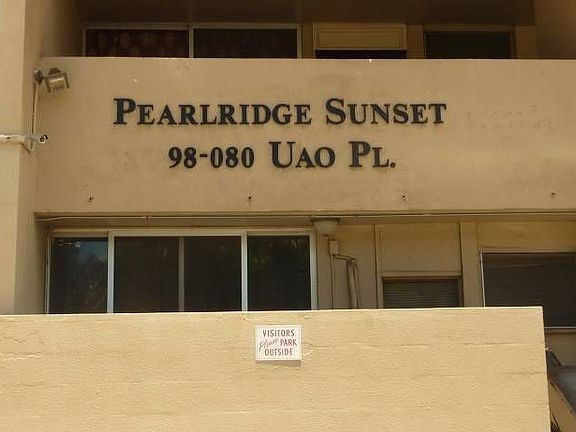 PEARLRIDGE SUNSET
98-080 UAO PL.
VISITORS
Please PARK
OUTSIDE